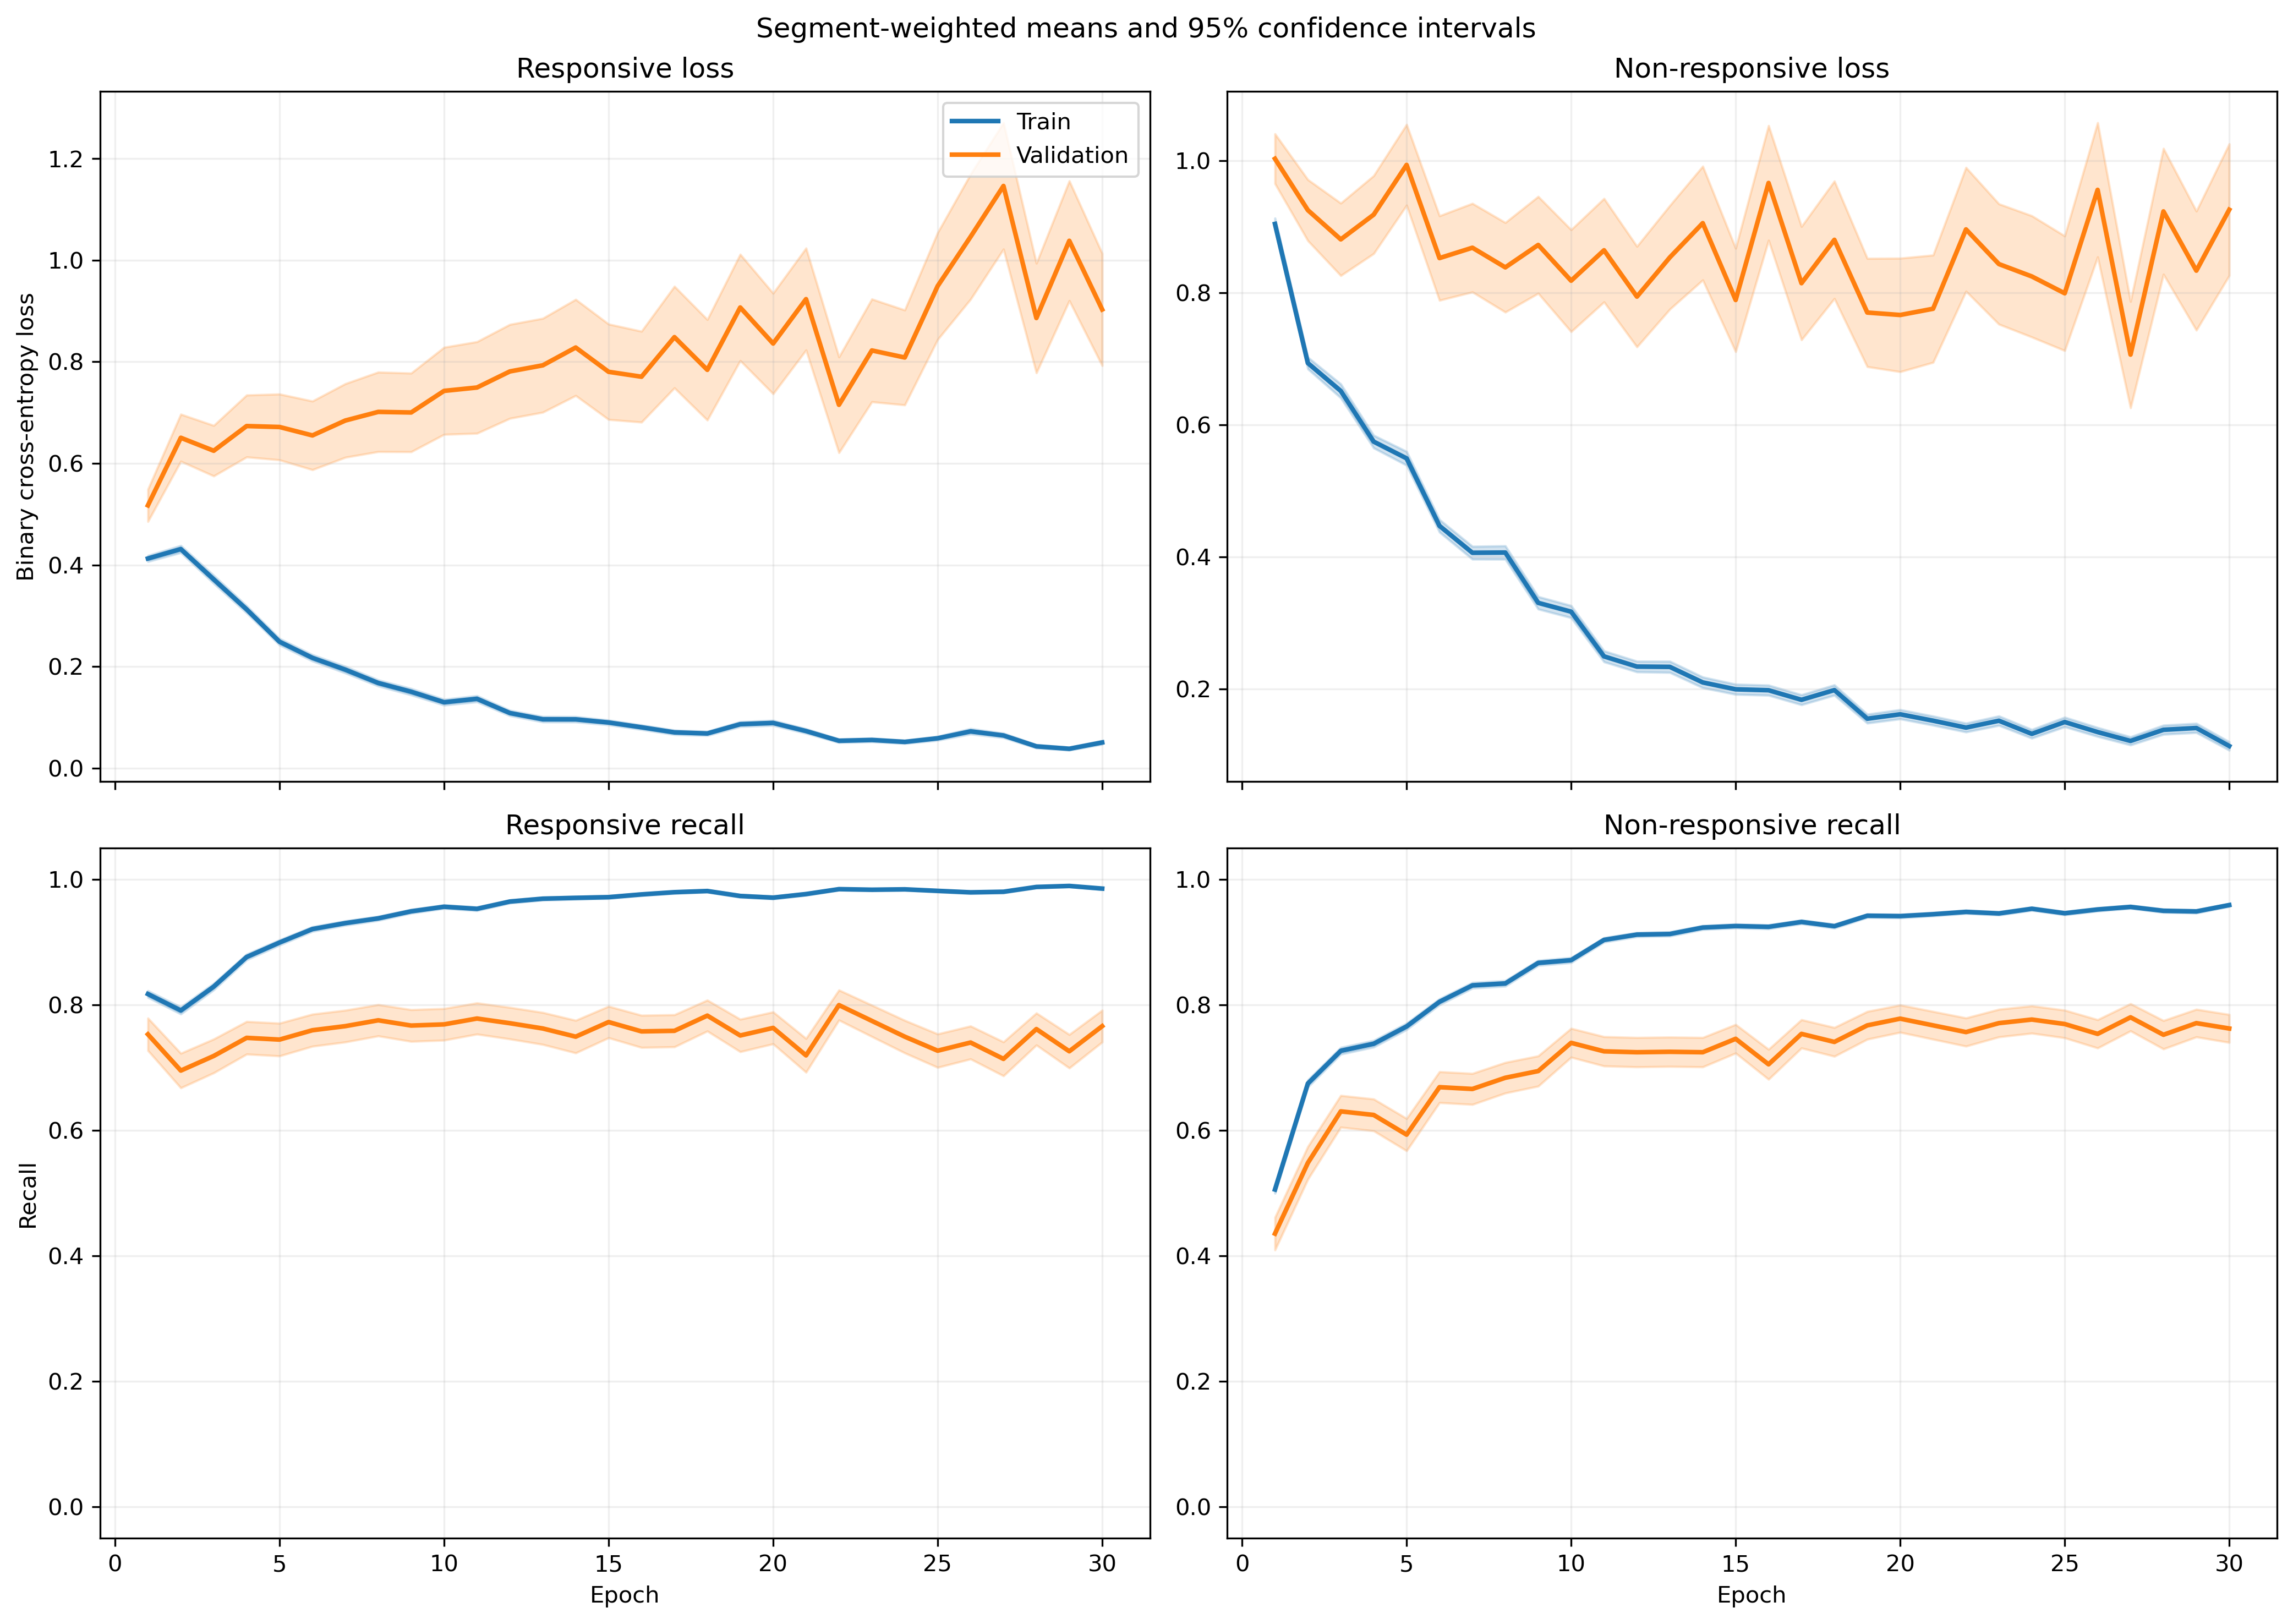 Segment-weighted means and 95% confidence intervals
Responsive loss
Non-responsive loss
Binary cross-entropy loss
1.2
1.0
0.8
0.6
0.4
0.2
0.0
Train
Validation
1.0
0.8
0.6
0.4
0.2
Responsive recall
Non-responsive recall
Recall
1.0
0.8
0.6
0.4
0.2
0.0
0 5 10 15 20 25 30
Epoch
1.0
0.8
0.6
0.4
0.2
0.0
0 5 10 15 20 25 30
Epoch